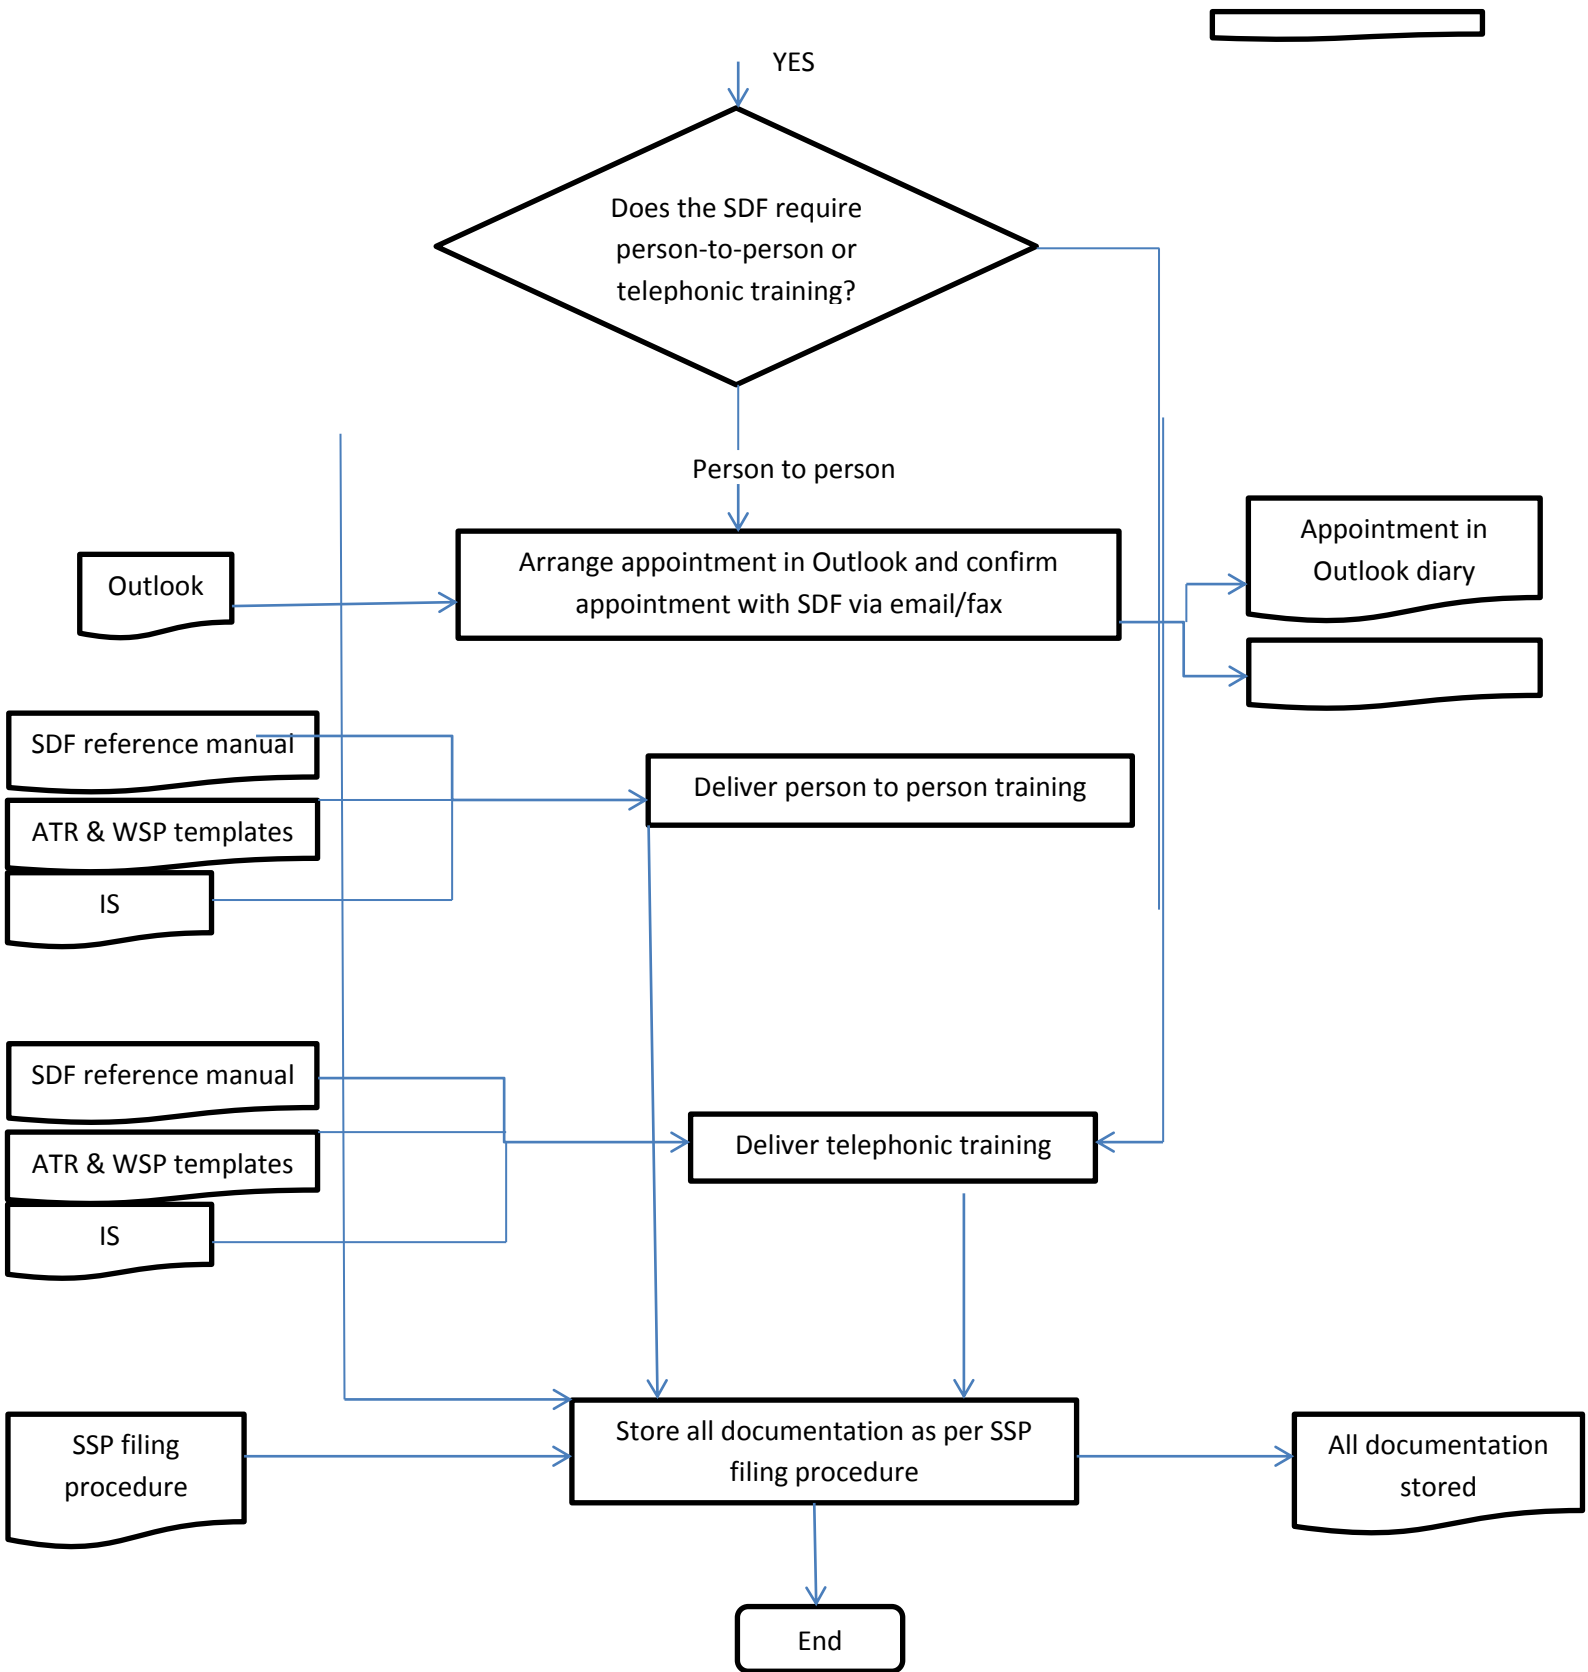 YES
Does the SDF require
person-to-person or
telephonic training?
Person to person
Appointment in
Outlook diary
Arrange appointment in Outlook and confirm
appointment with SDF via email/fax
Outlook
SDF reference manual
Deliver person to person training
ATR & WSP templates
IS
SDF reference manual
Deliver telephonic training
ATR & WSP templates
IS
SSP filing
procedure
Store all documentation as per SSP
filing procedure
All documentation
stored
End